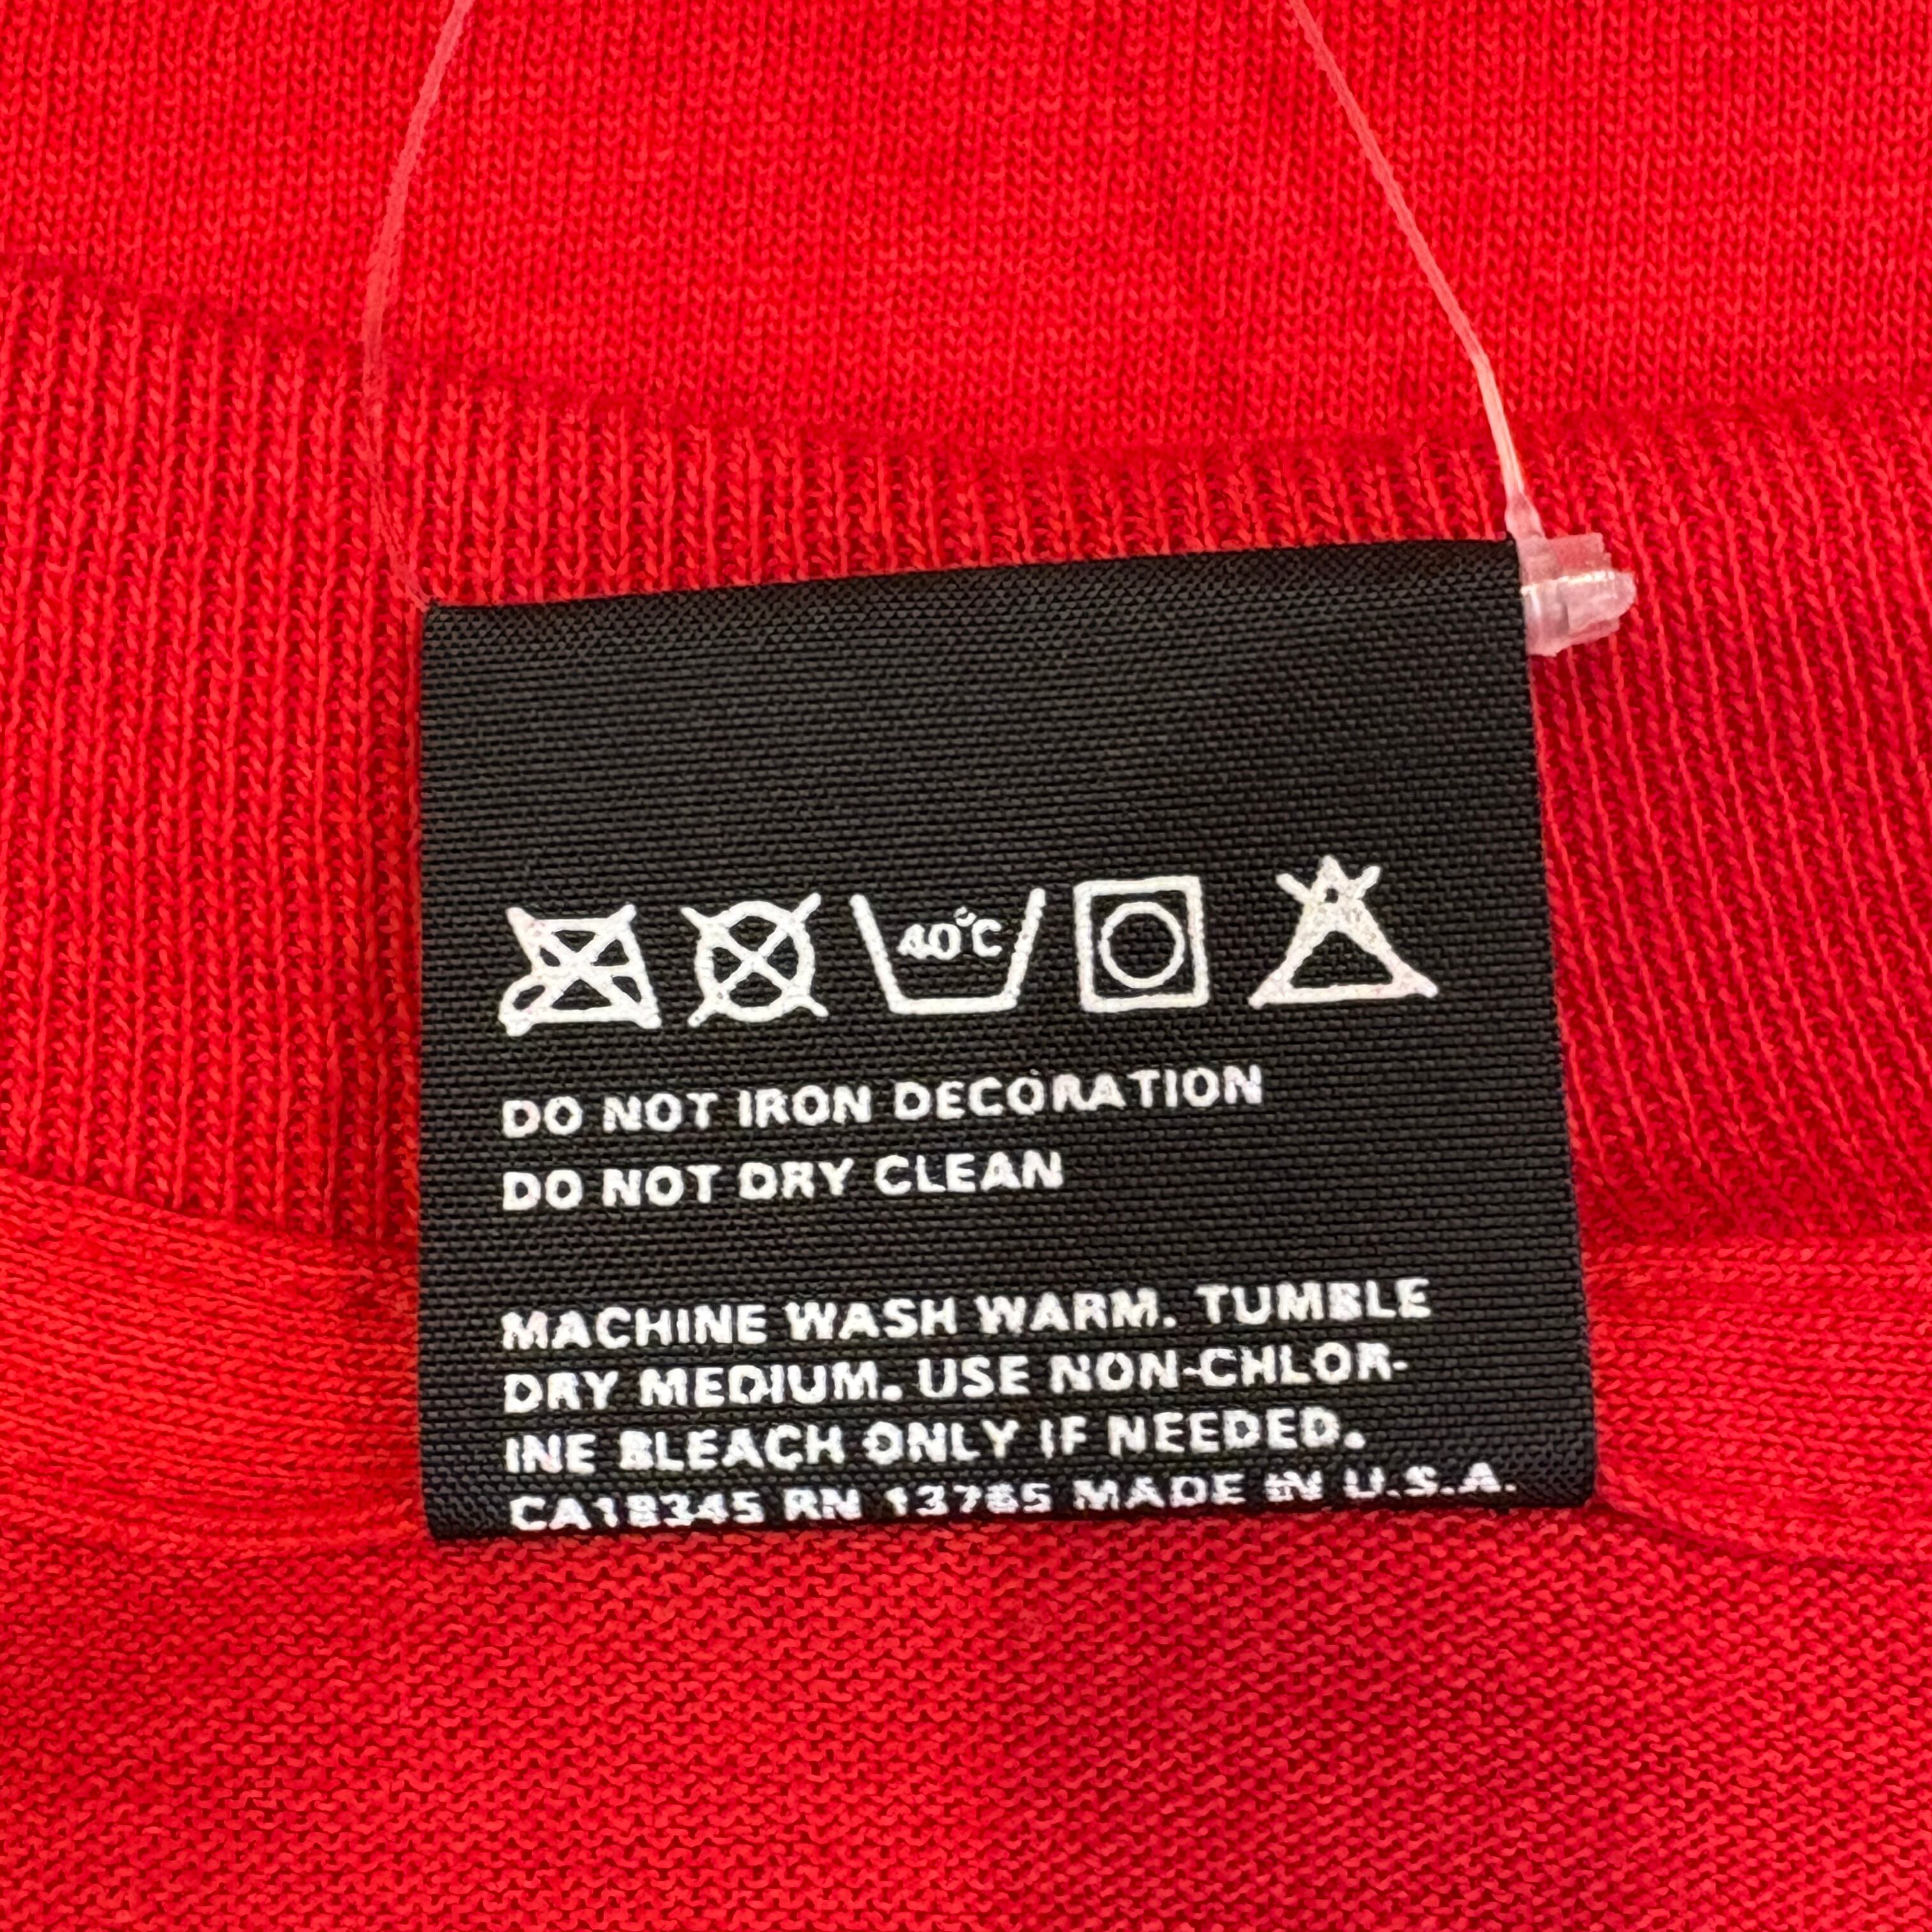 40°C
DO NOT IRON DECORATION
DO NOT DRY CLEAN
MACHINE WASH WARM. TUMBLE
DRY MEDIUM. USE NON-CHLOR-
INE BLEACH ONLY IF NEEDED.
CA18345 RN 13765 MADE IN U.S.A.